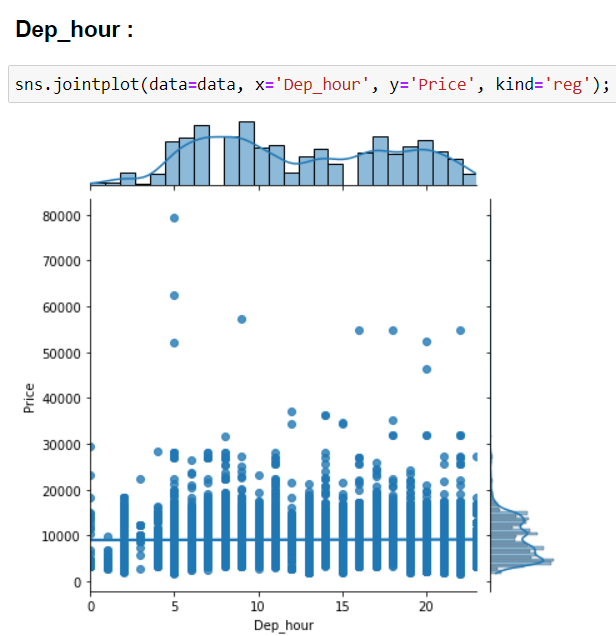 Dep_hour :
sns.jointplot(data=data, x='Dep_hour', y='Price', kind='reg');
80000
70000
60000
50000
40000
30000
20000
10000
0
Price
0 5 10 15 20
Dep_hour